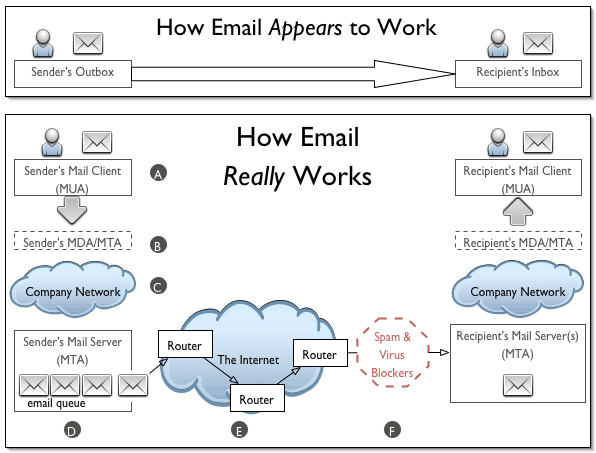 How Email Appears to Work
Sender's Outbox
Recipient's Inbox
How Email
Really Works
Sender's Mail Client
(MUA)
A
Recipient's Mail Client
(MUA)
Sender's MDA/MTA
B
Recipient's MDA/MTA
Company Network
C
Company Network
Sender's Mail Server
(MTA)
email queue
Router
The Internet
Router
Router
Spam &
Virus
Blockers
Recipient's Mail Server(s)
(MTA)
D
E
F